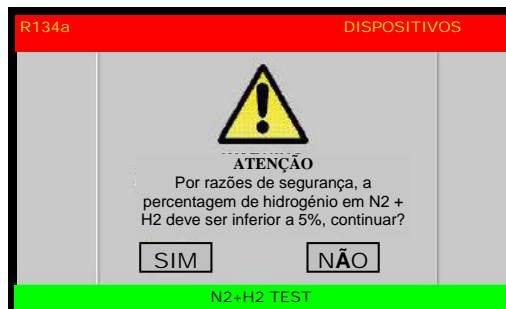 R134a DISPOSITIVOS
ATENÇÃO
Por razões de segurança, a
percentagem de hidrogénio em N2 +
H2 deve ser inferior a 5%, continuar?
SIM NÃO
N2+H2 TEST